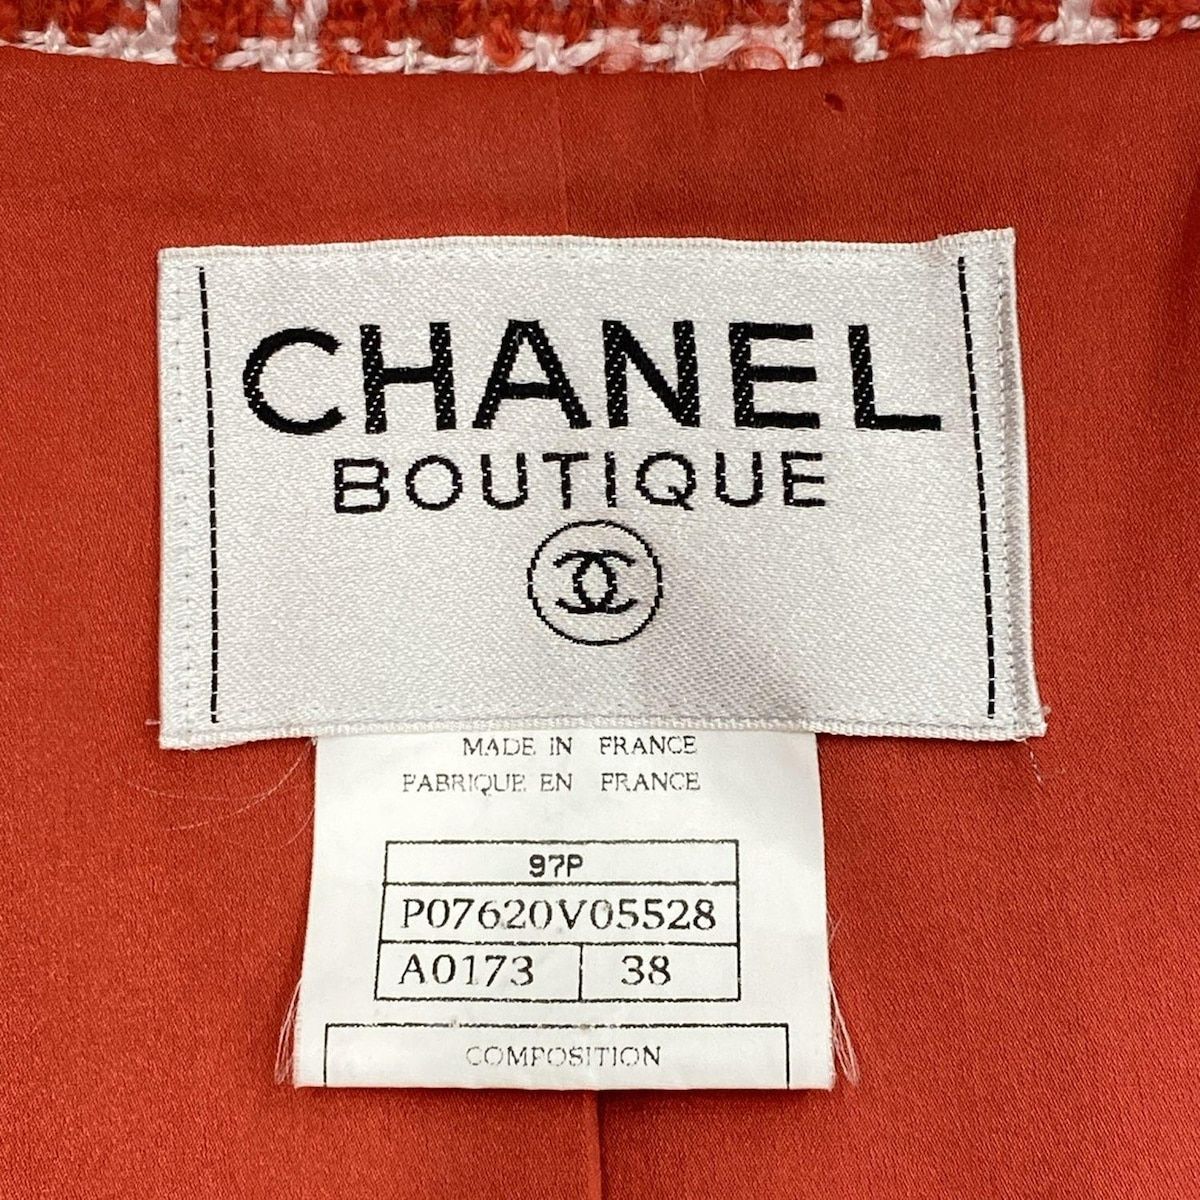 CHANEL
BOUTIQUE
MADE IN FRANCE
FABRIQUE EN FRANCE
97P
P07620V05528
A0173 38
COMPOSITION